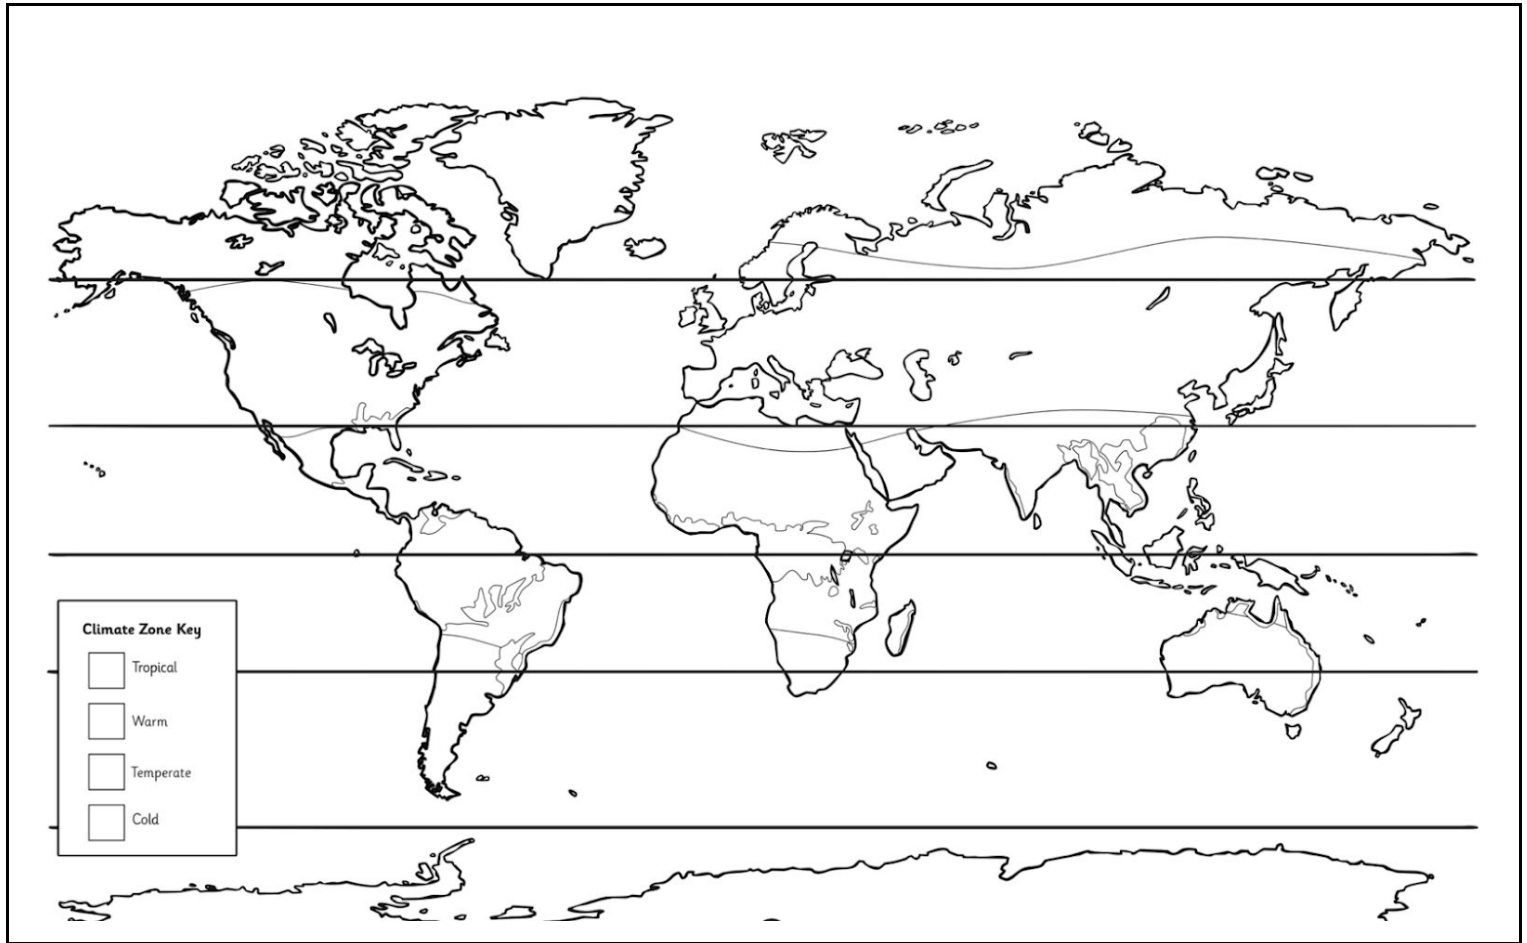 Climate Zone Key
Tropical
Warm
Temperate
Cold